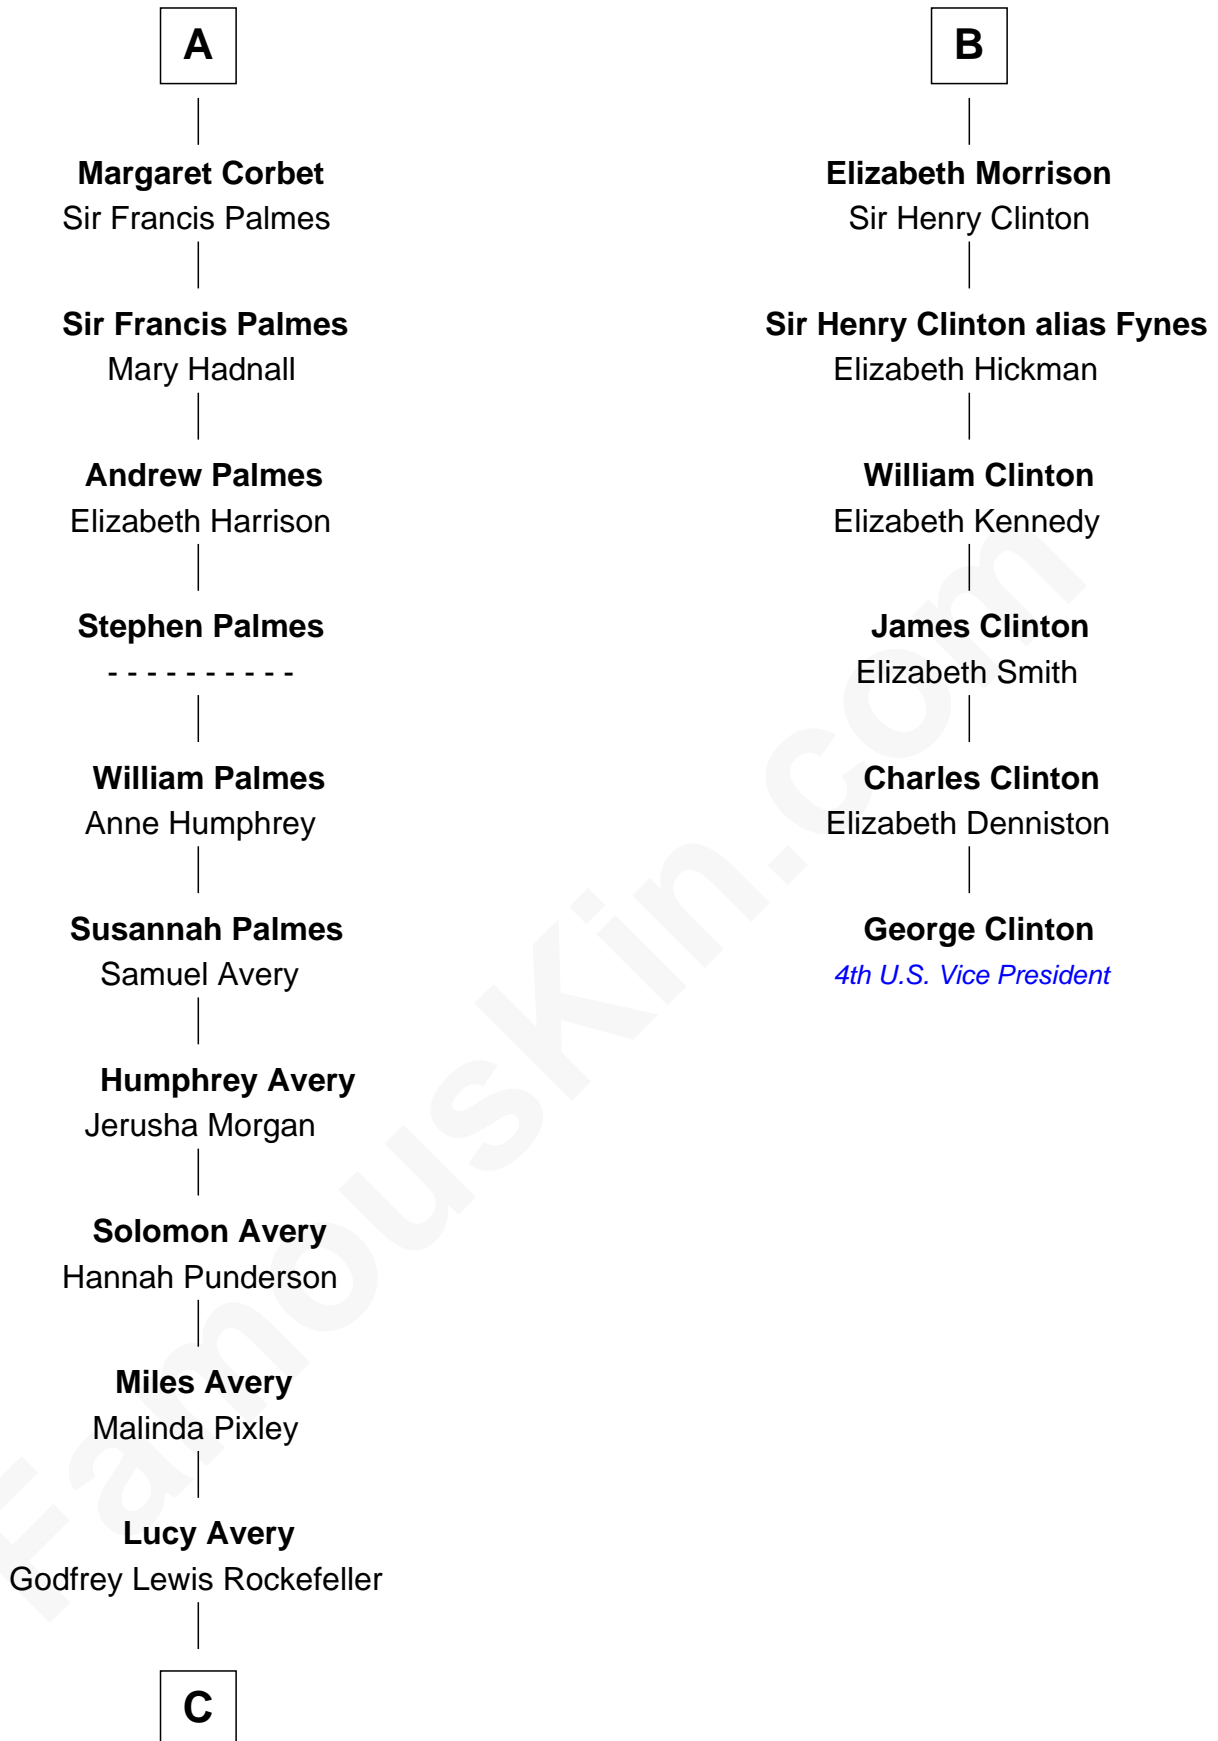 A
Margaret Corbet
Sir Francis Palmes
Sir Francis Palmes
Mary Hadnall
Andrew Palmes
Elizabeth Harrison
Stephen Palmes
- - - - - - - - - -
William Palmes
Anne Humphrey
Susannah Palmes
Samuel Avery
Humphrey Avery
Jerusha Morgan
Solomon Avery
Hannah Punderson
Miles Avery
Malinda Pixley
Lucy Avery
Godfrey Lewis Rockefeller
C
B
Elizabeth Morrison
Sir Henry Clinton
Sir Henry Clinton alias Fynes
Elizabeth Hickman
William Clinton
Elizabeth Kennedy
James Clinton
Elizabeth Smith
Charles Clinton
Elizabeth Denniston
George Clinton
4th U.S. Vice President
FamousKin.com